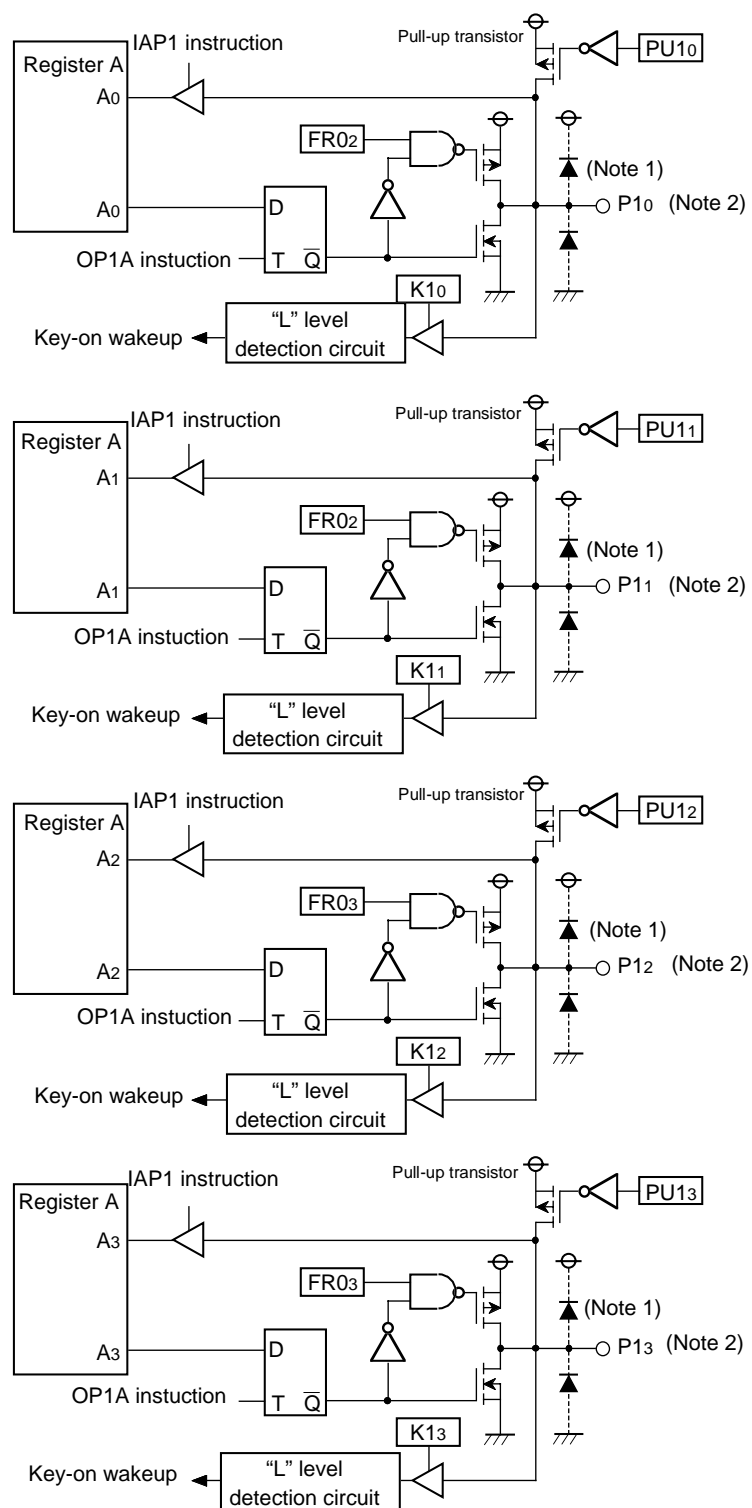 IAP1 instruction
Pull-up transistor
PU10
Register A
A0
FR02
(Note 1)
A0
D
P10 (Note 2)
OP1A instuction
T Q
K10
Key-on wakeup
“L” level
detection circuit
IAP1 instruction
Pull-up transistor
PU11
Register A
A1
FR02
(Note 1)
A1
D
P11 (Note 2)
OP1A instuction
T Q
K11
Key-on wakeup
“L” level
detection circuit
IAP1 instruction
Pull-up transistor
PU12
Register A
A2
FR03
(Note 1)
A2
D
P12 (Note 2)
OP1A instuction
T Q
K12
Key-on wakeup
“L” level
detection circuit
IAP1 instruction
Pull-up transistor
PU13
Register A
A3
FR03
(Note 1)
A3
D
P13 (Note 2)
OP1A instuction
T Q
K13
Key-on wakeup
“L” level
detection circuit